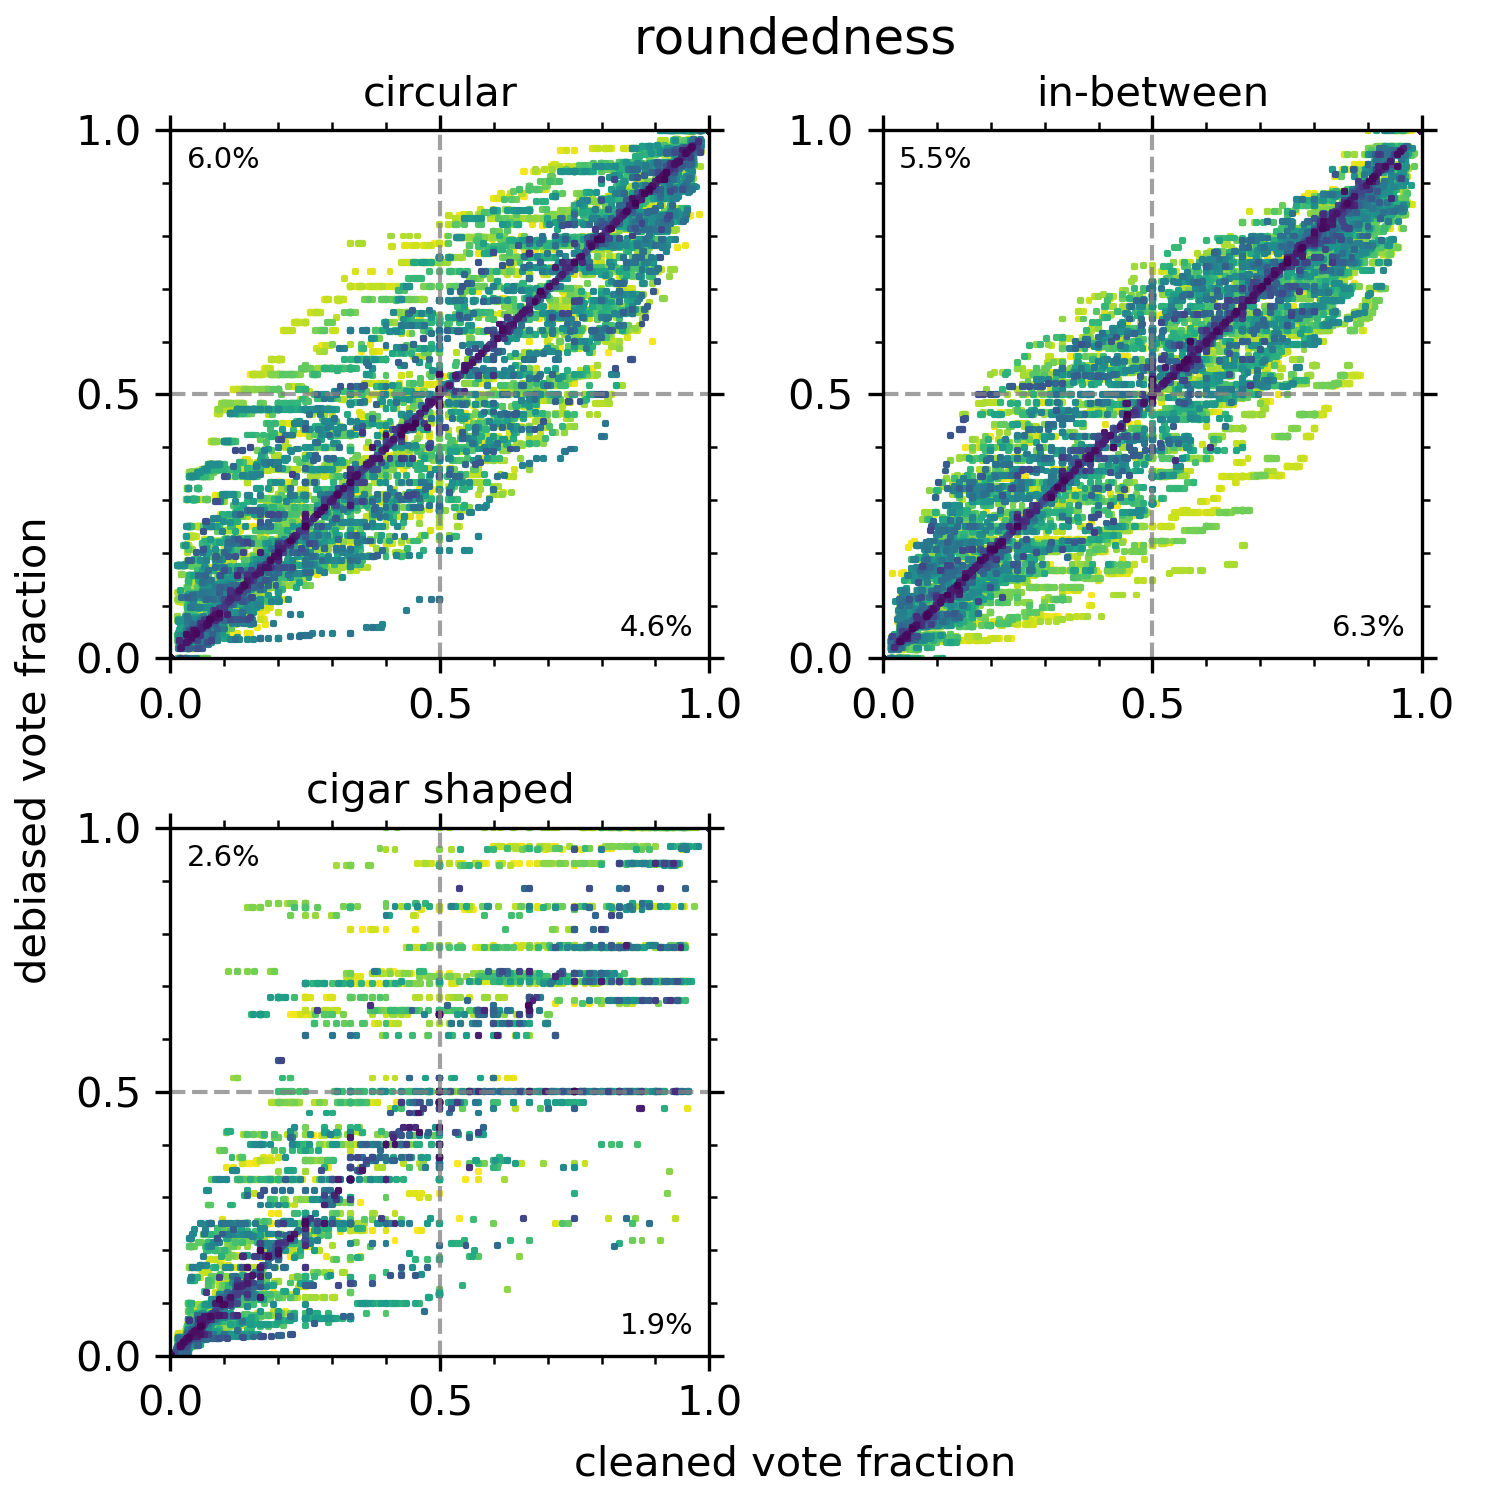 roundedness
circular
in-between
1.0
0.5
0.0
6.0%
4.6%
0.0 0.5 1.0
1.0
0.5
0.0
5.5%
6.3%
0.0 0.5 1.0
debiased vote fraction
cigar shaped
1.0
0.5
0.0
2.6%
1.9%
0.0 0.5 1.0
cleaned vote fraction